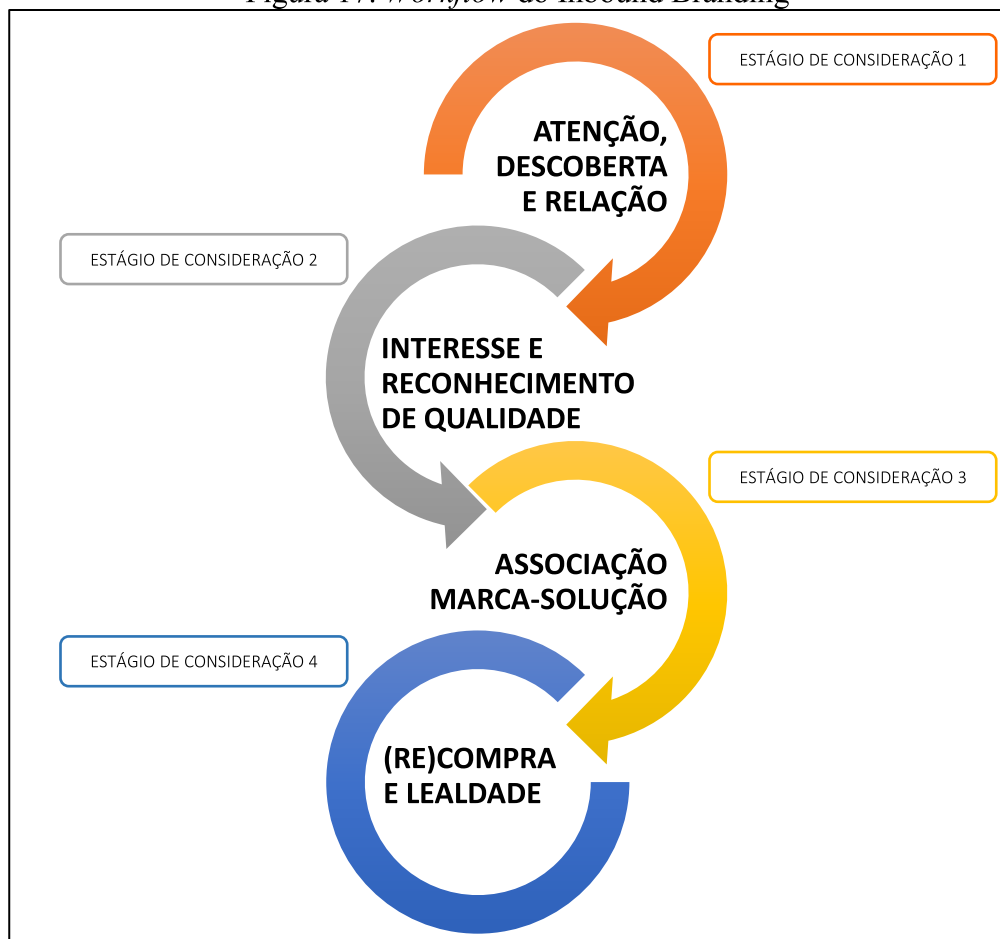 Figura 17. Workflow do Inbound Branding
ESTÁGIO DE CONSIDERAÇÃO 1
ATENÇÃO,
DESCOBERTA
E RELAÇÃO
ESTÁGIO DE CONSIDERAÇÃO 2
INTERESSE E
RECONHECIMENTO
DE QUALIDADE
ESTÁGIO DE CONSIDERAÇÃO 3
ASSOCIAÇÃO
MARCA-SOLUÇÃO
ESTÁGIO DE CONSIDERAÇÃO 4
(RE)COMPRA
E LEALDADE